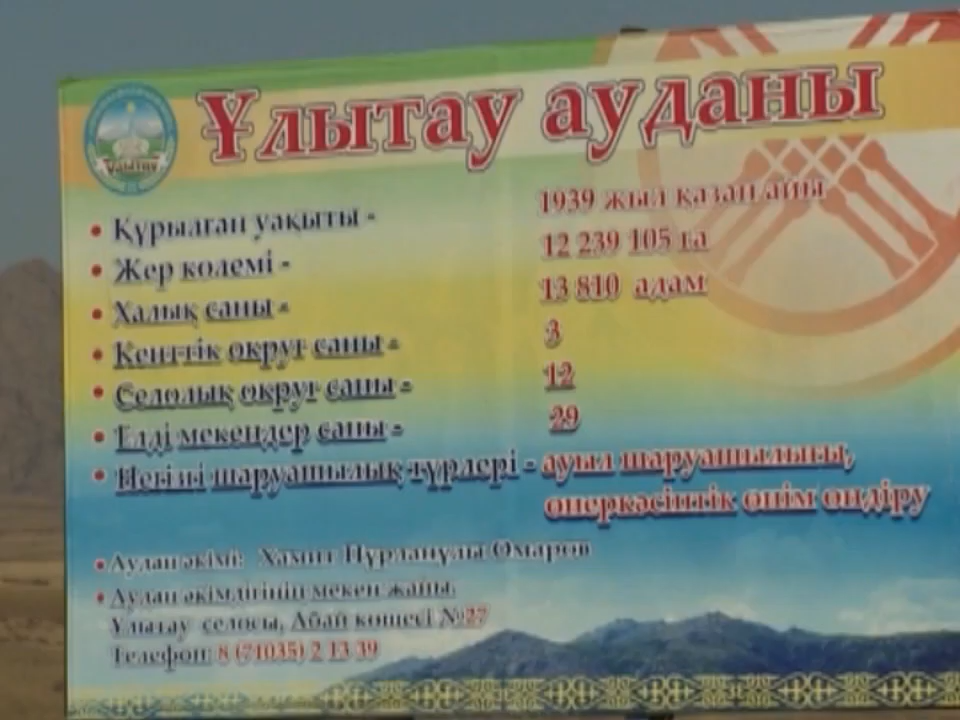 Ұлытау ауданы
Ұлытау
• Құрылған уақыты - 1939 жыл қазан айы
• Жер көлемі - 12 239 105 га
• Халық саны - 13 810 адам
• Кенттік округ саны - 3
• Селолық округ саны - 12
• Елді мекендер саны - 29
• Негізгі шаруашылық түрлері - ауыл шаруашылығы,
өнеркәсіптік өнім өндіру
• Аудан әкімі: Хамит Нұрланұлы Омаров
• Аудан әкімдігінің мекен жайы:
Ұлытау селосы, Абай көшесі №27
Телефон: 8 (71035) 2 13 39